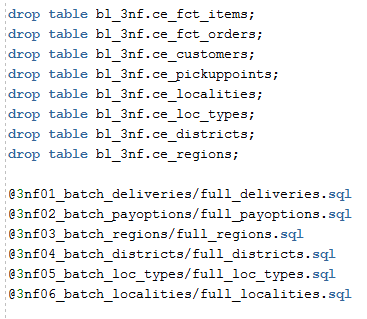 drop table bl_3nf.ce_fct_items;
drop table bl_3nf.ce_fct_orders;
drop table bl_3nf.ce_customers;
drop table bl_3nf.ce_pickuppoints;
drop table bl_3nf.ce_localities;
drop table bl_3nf.ce_loc_types;
drop table bl_3nf.ce_districts;
drop table bl_3nf.ce_regions;
@3nf01_batch_deliveries/full_deliveries.sql
@3nf02_batch_payoptions/full_payoptions.sql
@3nf03_batch_regions/full_regions.sql
@3nf04_batch_districts/full_districts.sql
@3nf05_batch_loc_types/full_loc_types.sql
@3nf06_batch_localities/full_localities.sql